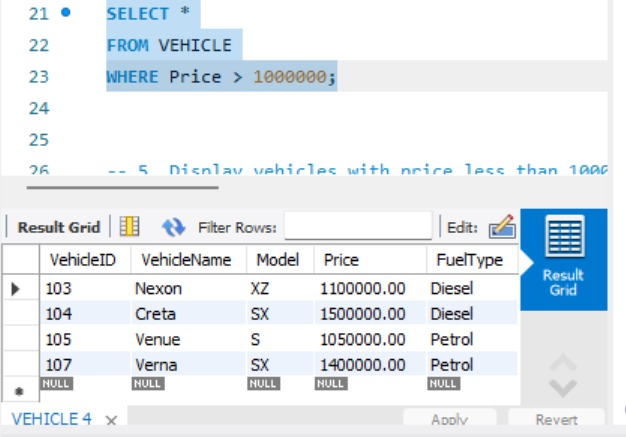 21 SELECT *
22 FROM VEHICLE
23 WHERE Price > 1000000;
24
25
26 -- 5. Display vehicles with price less than 1000
Result Grid Filter Rows: Edit:
VehicleID VehicleName Model Price FuelType
103 Nexon XZ 1100000.00 Diesel
104 Creta SX 1500000.00 Diesel
105 Venue S 1050000.00 Petrol
107 Verna SX 1400000.00 Petrol
NULL NULL NULL NULL NULL
Result
Grid
VEHICLE 4 × Apply Revert